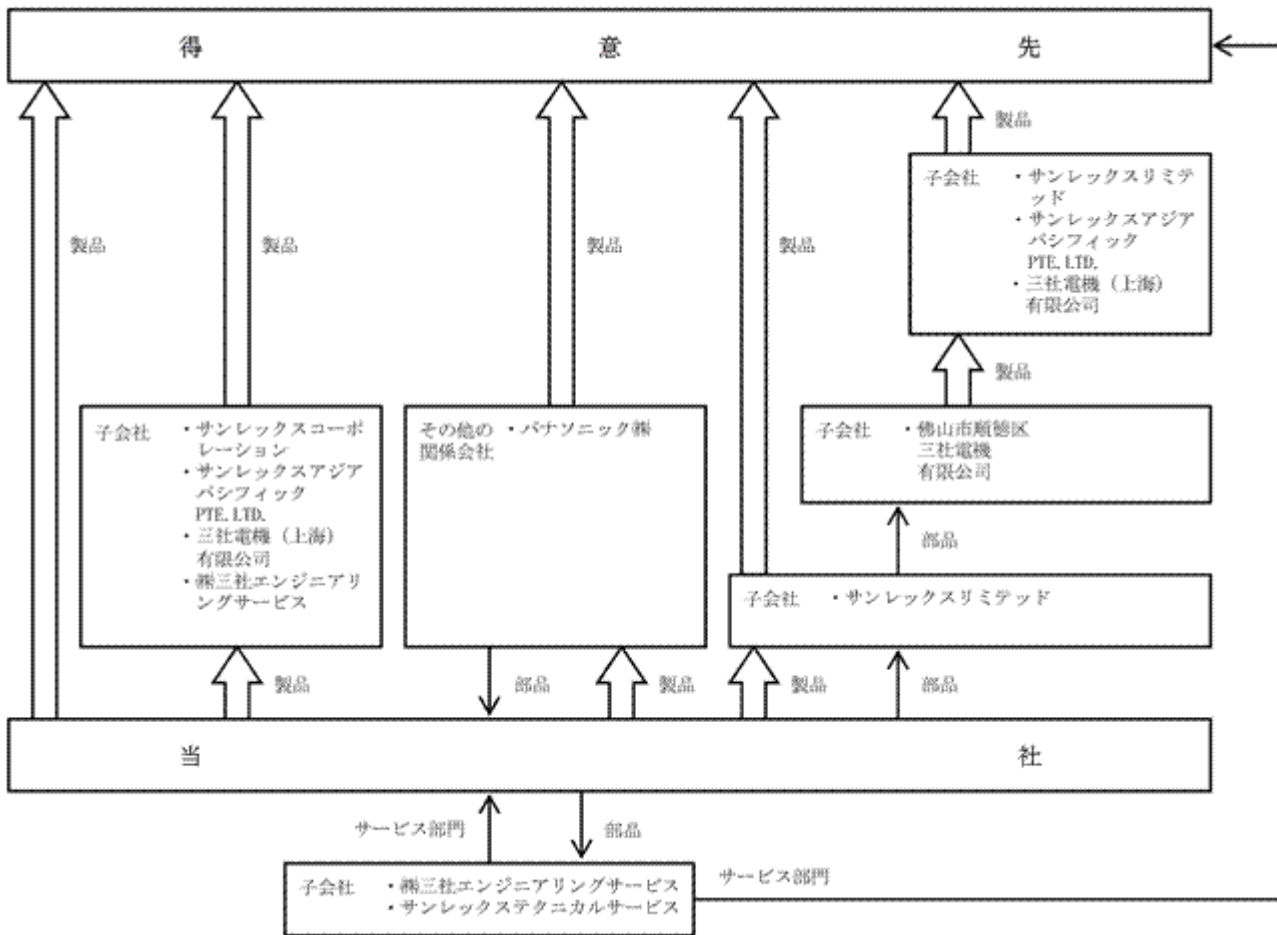 得意先
製品
子会社 ・サンレックスリミテ
ッド
・サンレックスアジア
パシフィック
PTE. LTD.
・三社電機（上海）
有限公司
製品
製品
製品
製品
製品
子会社 ・サンレックスコーポ
レーション
・サンレックスアジア
パシフィック
PTE. LTD.
・三社電機（上海）
有限公司
・㈱三社エンジニアリ
ングサービス
その他の ・パナソニック㈱
関係会社
子会社 ・佛山市順徳区
三社電機
有限公司
部品
子会社 ・サンレックスリミテッド
製品
部品
製品
製品
部品
当社
サービス部門
部品
子会社 ・㈱三社エンジニアリングサービス
・サンレックステクニカルサービス
サービス部門